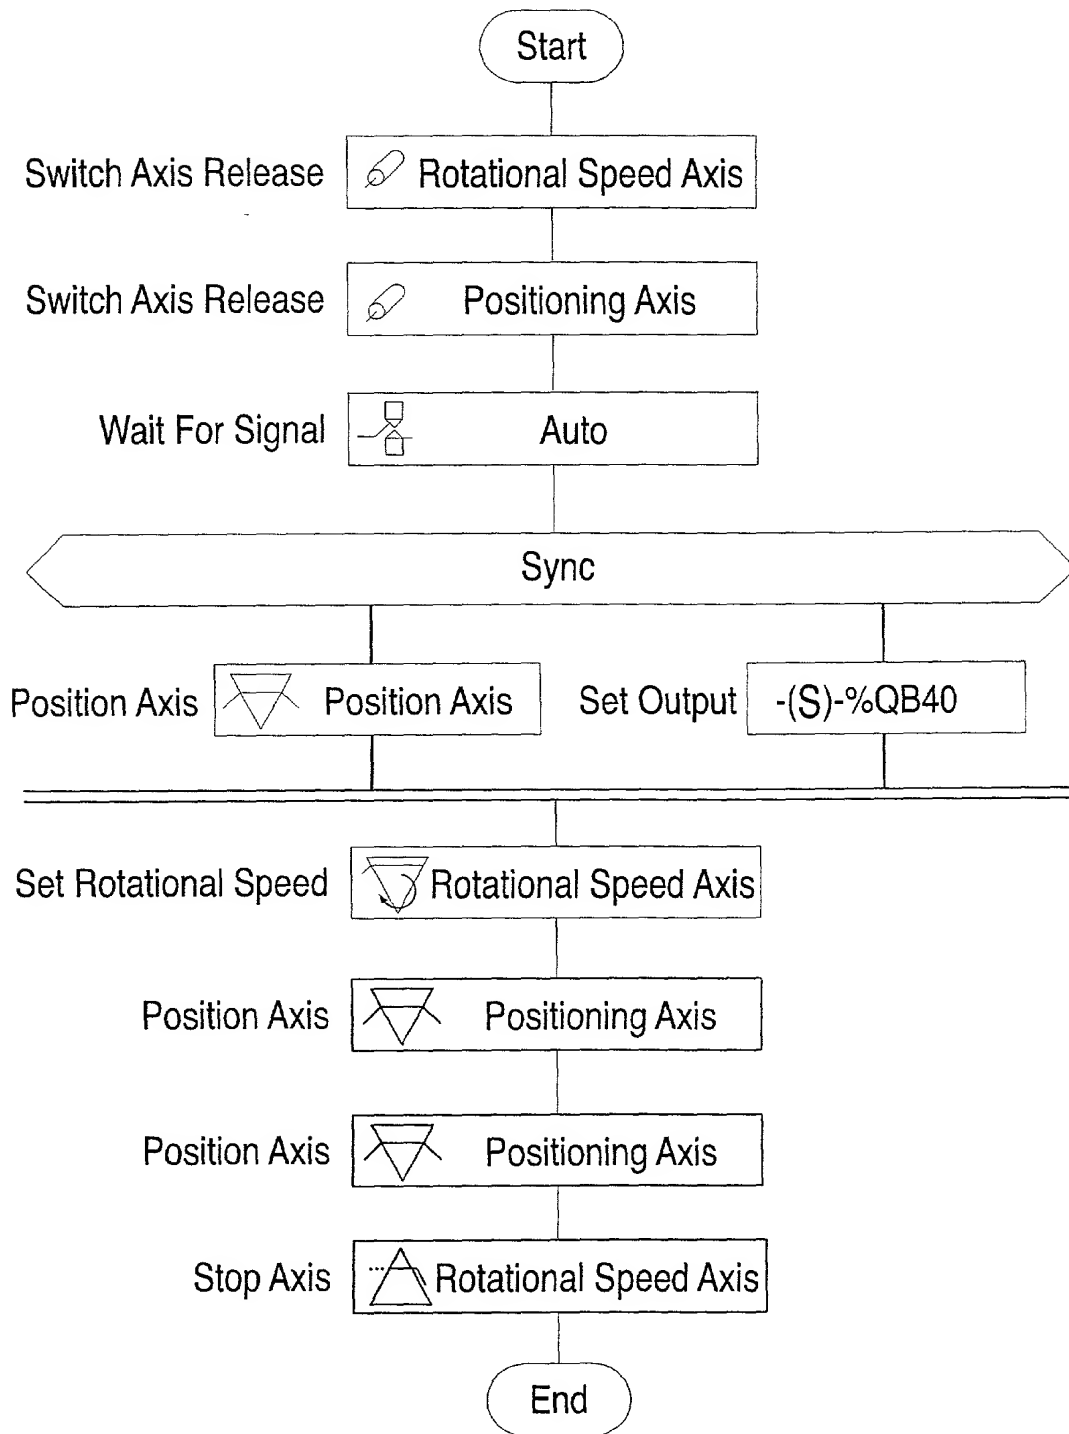 Start
Switch Axis Release Rotational Speed Axis
Switch Axis Release Positioning Axis
Wait For Signal Auto
Sync
Position Axis Position Axis Set Output -(S)-%QB40
Set Rotational Speed Rotational Speed Axis
Position Axis Positioning Axis
Position Axis Positioning Axis
Stop Axis Rotational Speed Axis
End